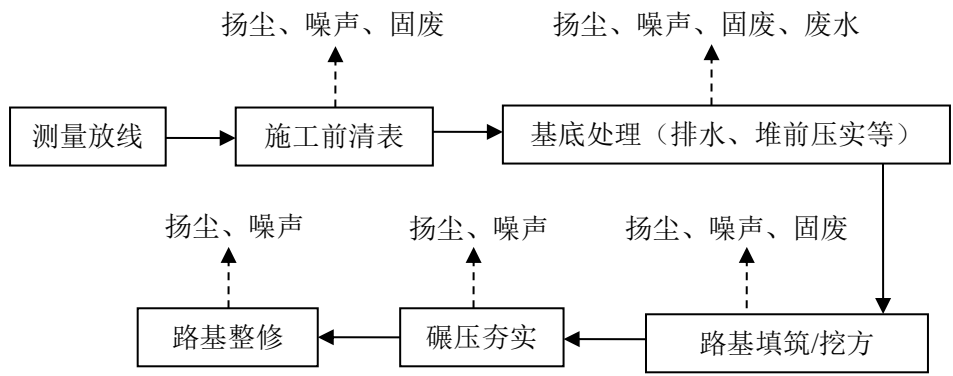 扬尘、噪声、固废
扬尘、噪声、固废、废水
测量放线
施工前清表
基底处理（排水、堆前压实等）
扬尘、噪声
扬尘、噪声
扬尘、噪声、固废
路基整修
碾压夯实
路基填筑/挖方